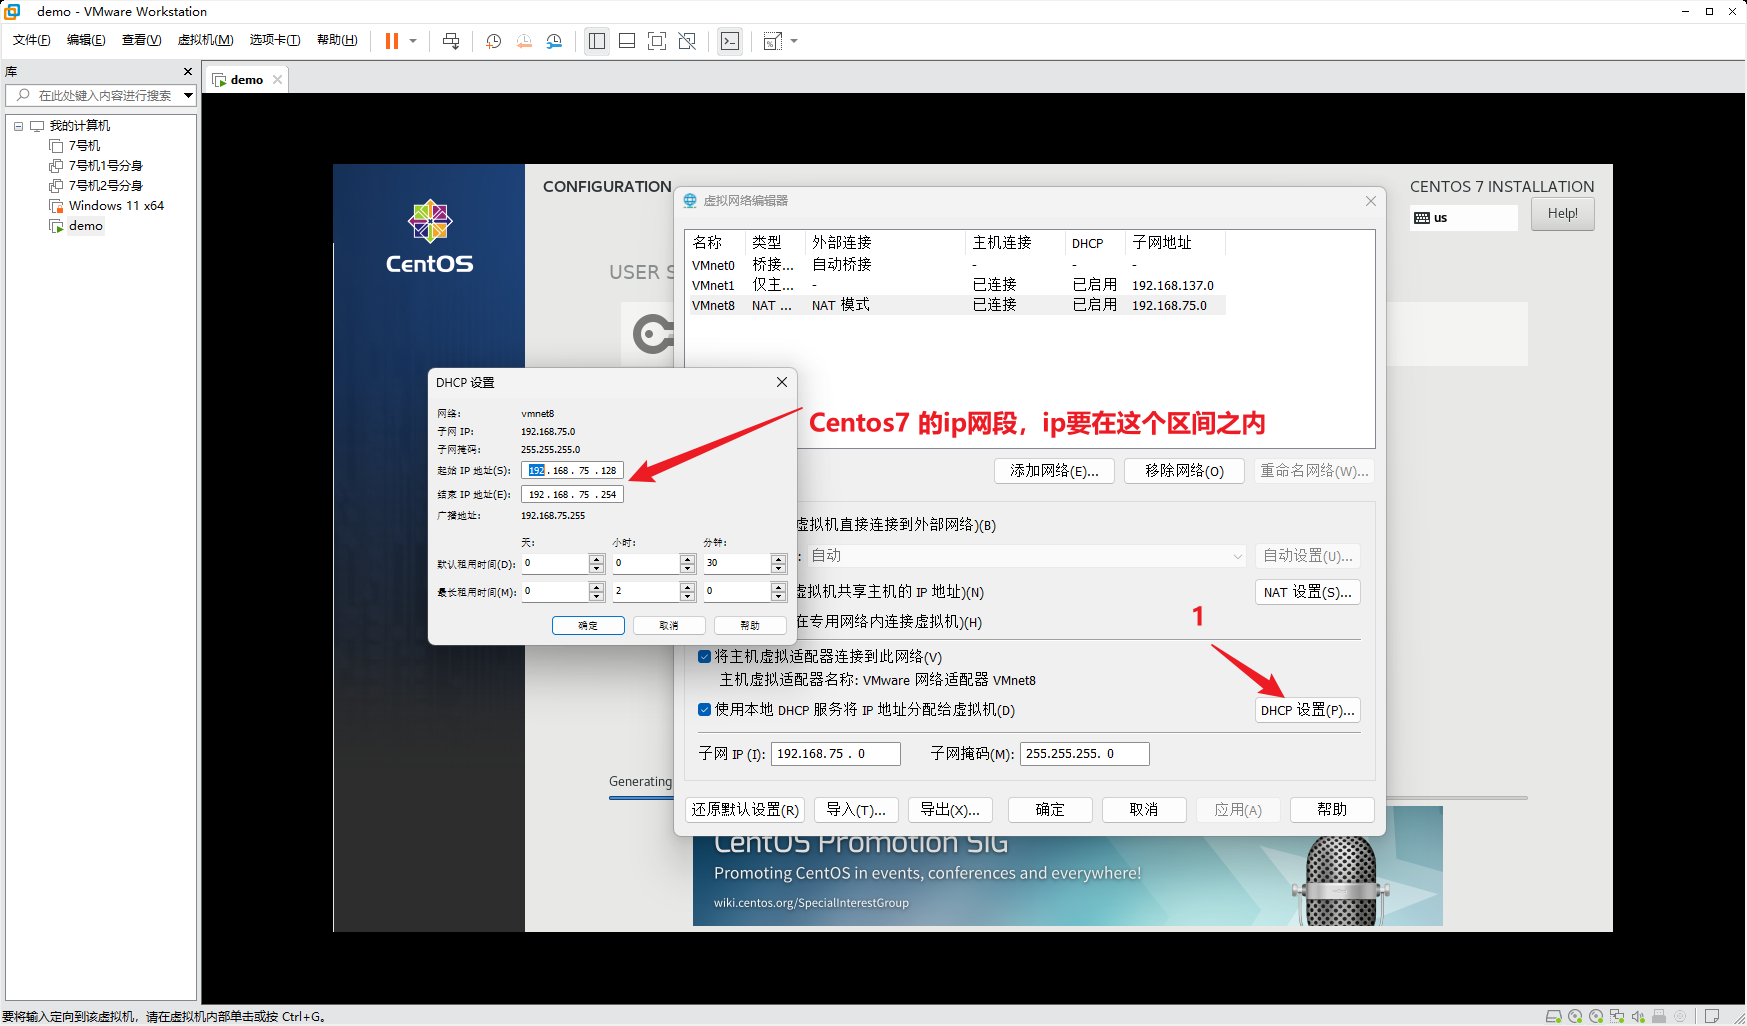 demo - VMware Workstation
文件(F) 编辑(E) 查看(V) 虚拟机(M) 选项卡(T) 帮助(H)
库
demo
在此处键入内容进行搜索
我的计算机
7号机
7号机1号分身
7号机2号分身
Windows 11 x64
demo
CentOS
CONFIGURATION
CENTOS 7 INSTALLATION
us
Help!
USER S
Generating
虚拟网络编辑器
名称 类型 外部连接 主机连接 DHCP 子网地址
VMnet0 桥接... 自动桥接 - - -
VMnet1 仅主... - 已连接 已启用 192.168.137.0
VMnet8 NAT ... NAT 模式 已连接 已启用 192.168.75.0
Centos7 的ip网段，ip要在这个区间之内
添加网络(E)... 移除网络(O) 重命名网络(W)...
虚拟机直接连接到外部网络)(B)
: 自动 自动设置(U)...
虚拟机共享主机的 IP 地址)(N) NAT 设置(S)...
在专用网络内连接虚拟机)(H)
1
将主机虚拟适配器连接到此网络(V)
主机虚拟适配器名称: VMware 网络适配器 VMnet8
使用本地 DHCP 服务将 IP 地址分配给虚拟机(D) DHCP 设置(P)...
子网 IP (I): 192.168.75 . 0 子网掩码(M): 255.255.255. 0
还原默认设置(R) 导入(T)... 导出(X)... 确定 取消 应用(A) 帮助
DHCP 设置
网络: vmnet8
子网 IP: 192.168.75.0
子网掩码: 255.255.255.0
起始 IP 地址(S): 192 . 168 . 75 . 128
结束 IP 地址(E): 192 . 168 . 75 . 254
广播地址: 192.168.75.255
天: 小时: 分钟:
默认租用时间(D): 0 0 30
最长租用时间(M): 0 2 0
确定 取消 帮助
CentOS Promotion SIG
Promoting CentOS in events, conferences and everywhere!
wiki.centos.org/SpecialInterestGroup
要将输入定向到该虚拟机，请在虚拟机内部单击或按 Ctrl+G。